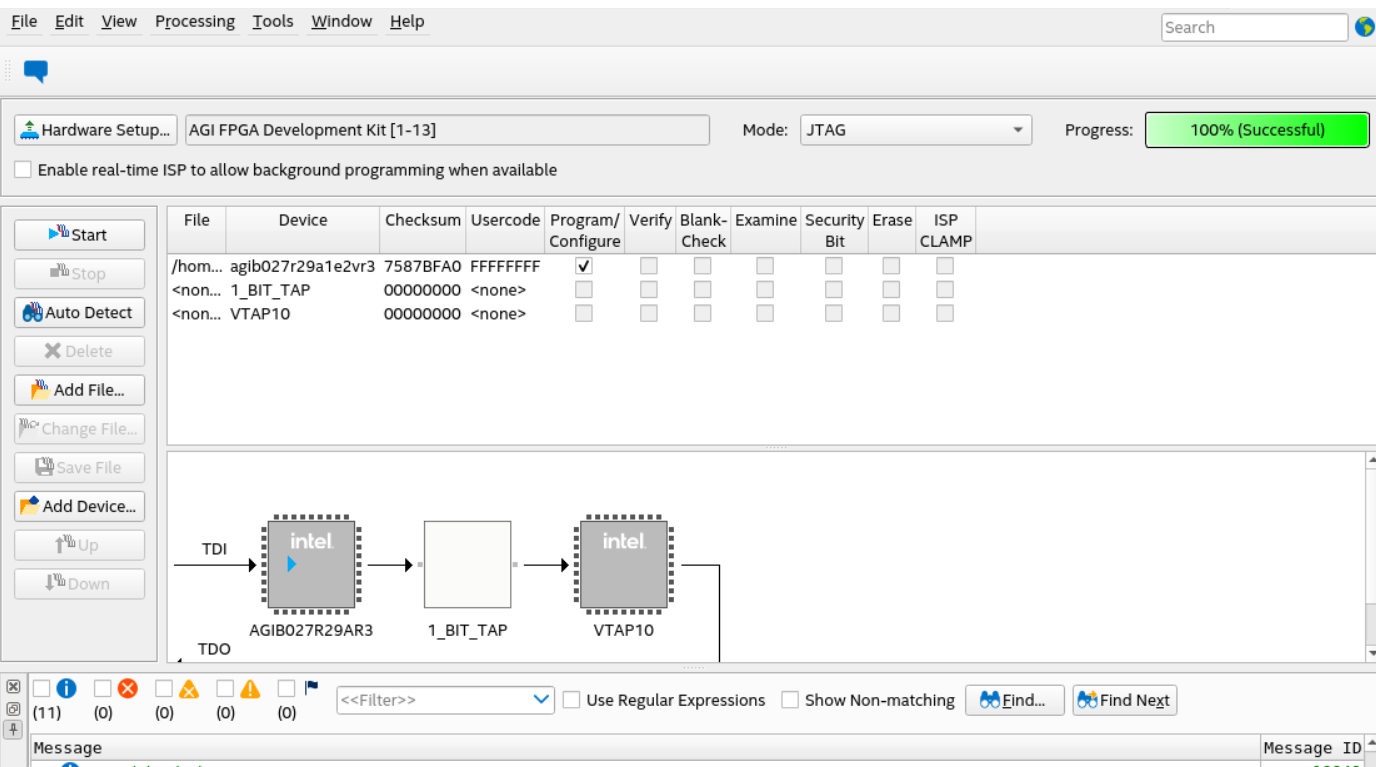 File Edit View Processing Tools Window Help Search
Hardware Setup... AGI FPGA Development Kit [1-13] Mode: JTAG Progress: 100% (Successful)
Enable real-time ISP to allow background programming when available
Start
Stop
Auto Detect
Delete
Add File...
Change File...
Save File
Add Device...
Up
Down
File Device Checksum Usercode Program/ Verify Blank- Examine Security Erase ISP
Configure Check Bit CLAMP
/hom... agib027r29a1e2vr3 7587BFA0 FFFFFFFF
<non... 1_BIT_TAP 00000000 <none>
<non... VTAP10 00000000 <none>
intel intel
TDI
AGIB027R29AR3 1_BIT_TAP VTAP10
TDO
<<Filter>> Use Regular Expressions Show Non-matching Find... Find Next
(11) (0) (0) (0) (0)
Message Message ID